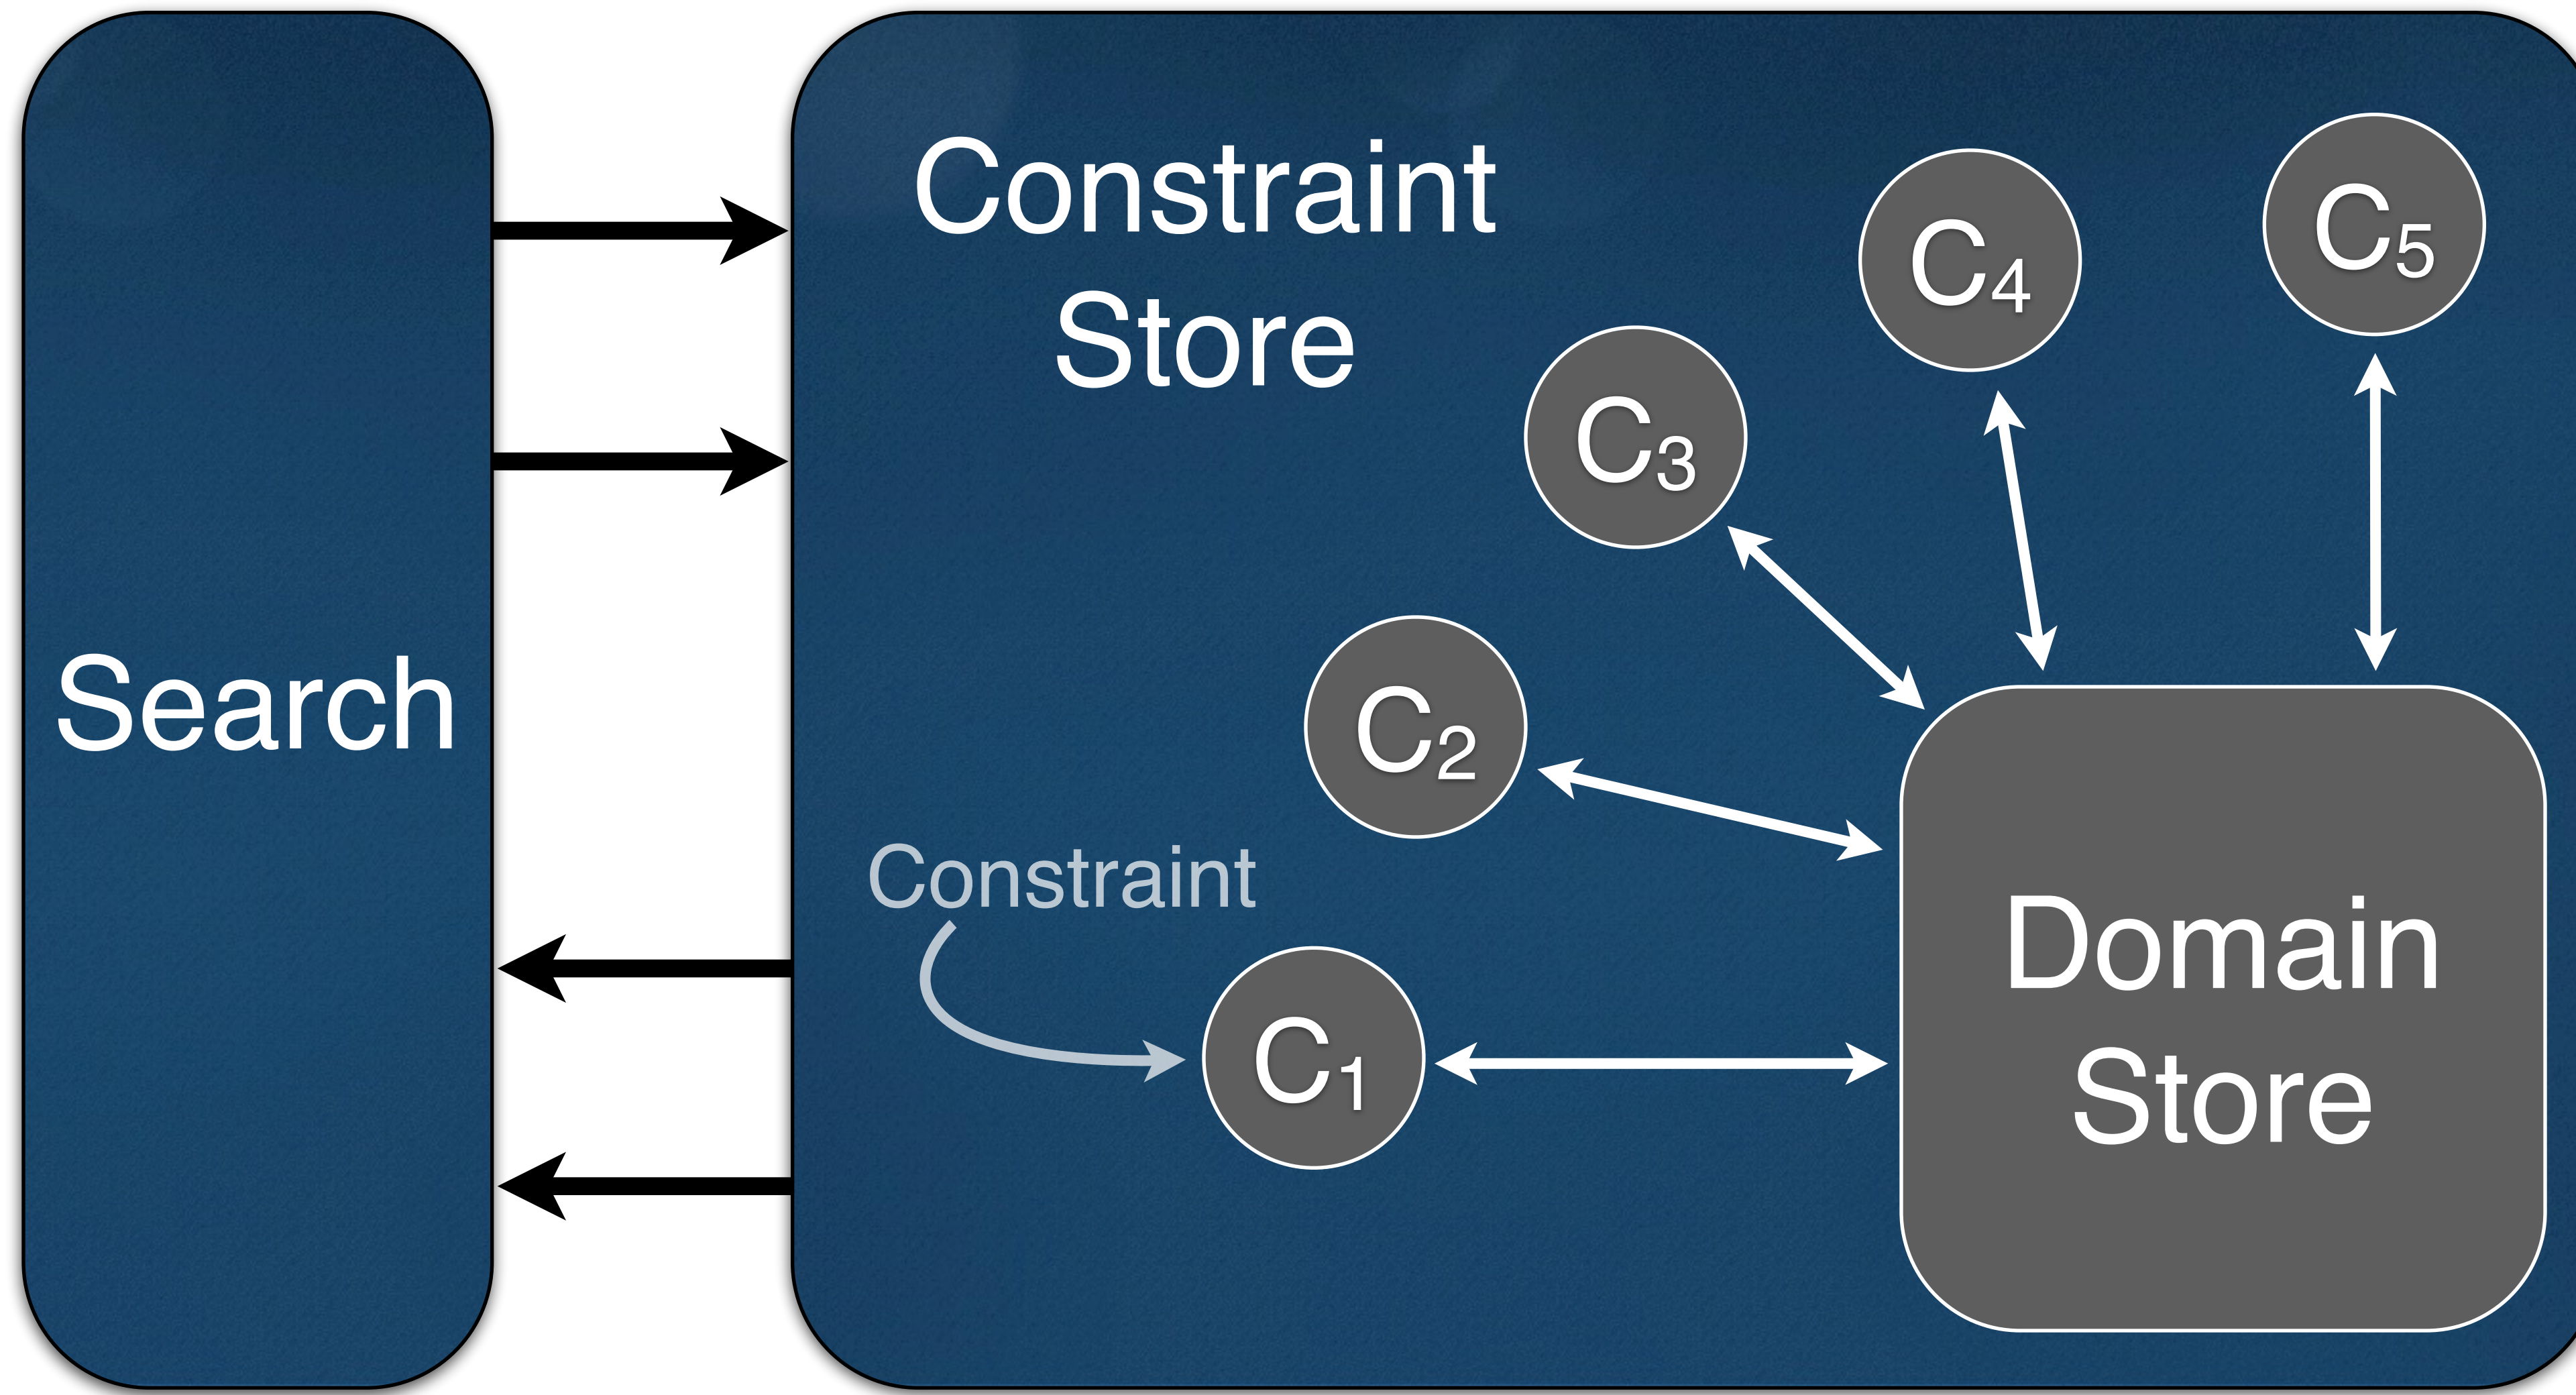 Search
Constraint
Store
C5
C4
C3
C2
Constraint
C1
Domain
Store